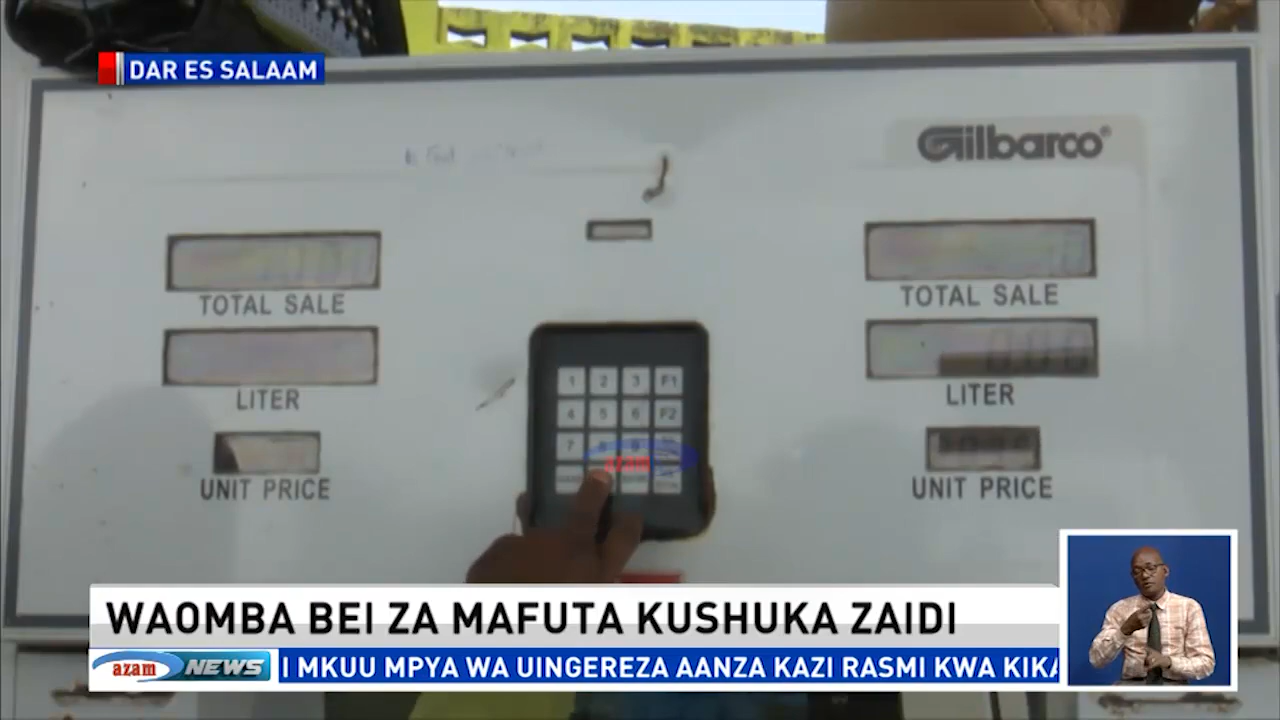 DAR ES SALAAM
Gilbarco
TOTAL SALE
TOTAL SALE
LITER
LITER
UNIT PRICE
UNIT PRICE
1 2 3 F1
4 5 6 F2
7 8 9
azam
WAOMBA BEI ZA MAFUTA KUSHUKA ZAIDI
azam NEWS
I MKUU MPYA WA UINGEREZA AANZA KAZI RASMI KWA KIKA